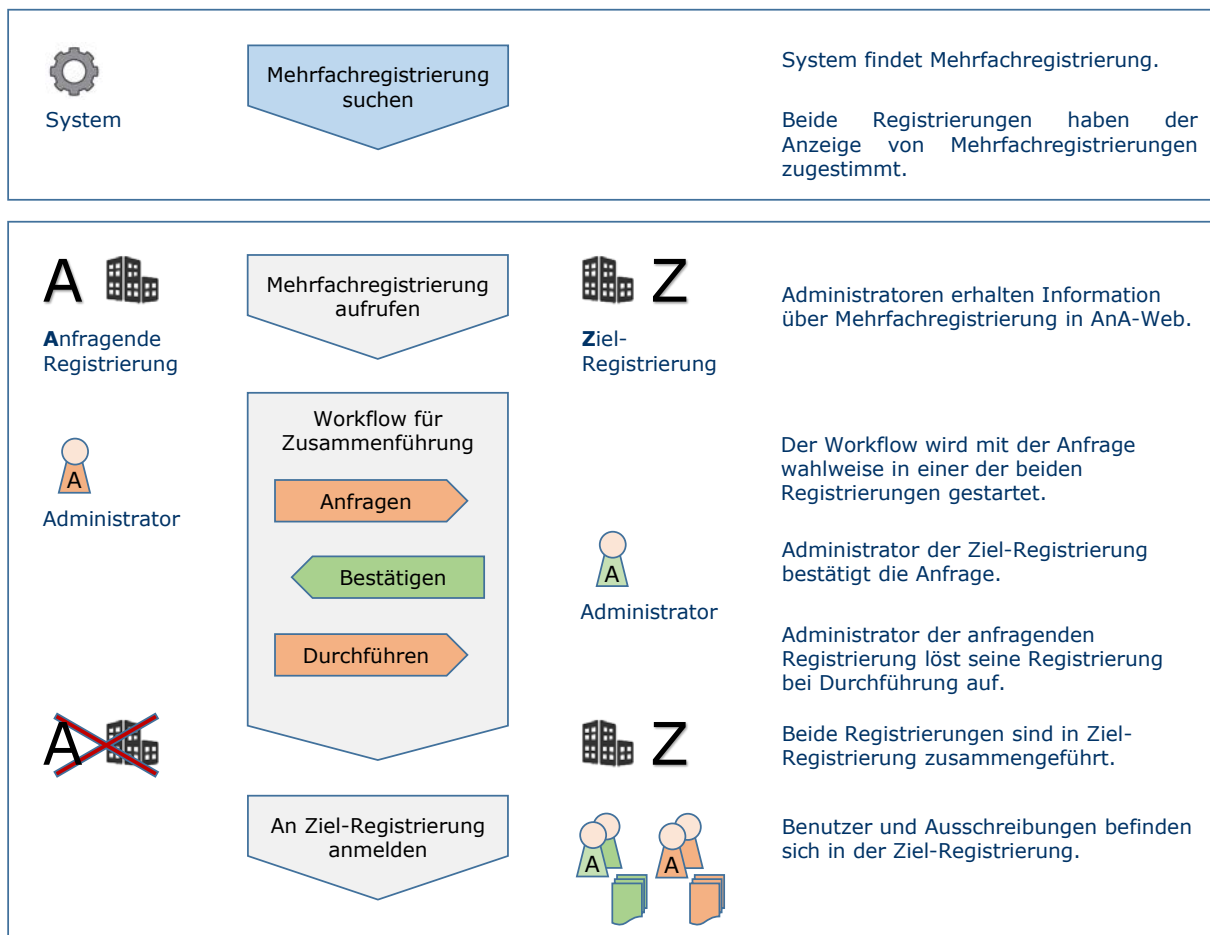 Mehrfachregistrierung
suchen
System
System findet Mehrfachregistrierung.
Beide Registrierungen haben der
Anzeige von Mehrfachregistrierungen
zugestimmt.
A
Mehrfachregistrierung
aufrufen
Z
Anfragende
Registrierung
Ziel-
Registrierung
Administratoren erhalten Information
über Mehrfachregistrierung in AnA-Web.
Workflow für
Zusammenführung
A
Administrator
Anfragen
Der Workflow wird mit der Anfrage
wahlweise in einer der beiden
Registrierungen gestartet.
Bestätigen
A
Administrator
Administrator der Ziel-Registrierung
bestätigt die Anfrage.
Durchführen
Administrator der anfragenden
Registrierung löst seine Registrierung
bei Durchführung auf.
A
Z
Beide Registrierungen sind in Ziel-
Registrierung zusammengeführt.
An Ziel-Registrierung
anmelden
A
A
Benutzer und Ausschreibungen befinden
sich in der Ziel-Registrierung.